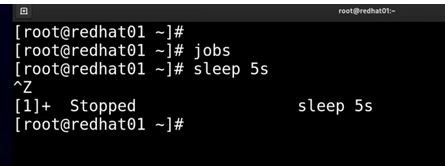 root@redhat01:~
[root@redhat01 ~]#
[root@redhat01 ~]# jobs
[root@redhat01 ~]# sleep 5s
^Z
[1]+  Stopped                 sleep 5s
[root@redhat01 ~]#